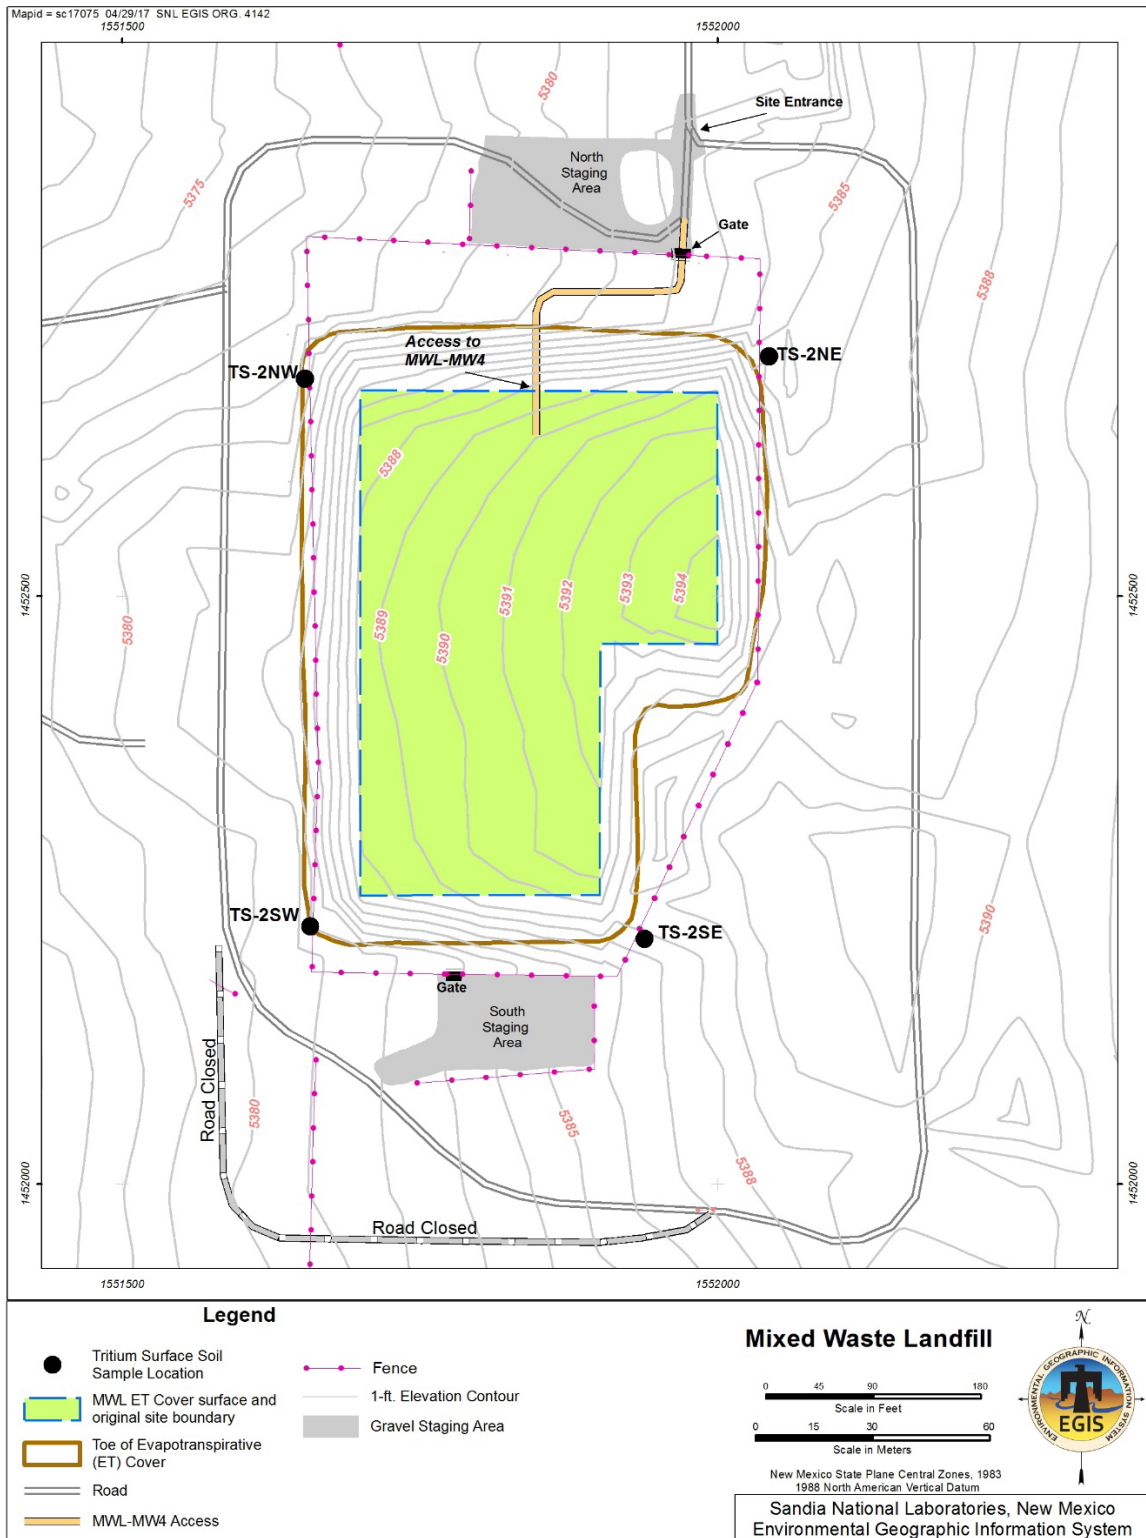 Mapid = sc17075 04/29/17 SNL EGIS ORG. 4142
1551500
1552000
5380
Site Entrance
North
Staging
Area
5375
5385
Gate
5388
Access to
MWL-MW4
TS-2NW
TS-2NE
5388
1452500
1452500
5380
5389
5390
5391
5392
5393
5394
TS-2SW
TS-2SE
5390
Gate
South
Staging
Area
Road Closed
5380
5385
5388
1452000
1452000
Road Closed
1551500
1552000
Legend
Tritium Surface Soil
Sample Location
MWL ET Cover surface and
original site boundary
Toe of Evapotranspirative
(ET) Cover
Road
MWL-MW4 Access
Fence
1-ft. Elevation Contour
Gravel Staging Area
Mixed Waste Landfill
0 45 90 180
Scale in Feet
0 15 30 60
Scale in Meters
New Mexico State Plane Central Zones, 1983
1988 North American Vertical Datum
N
ENVIRONMENTAL GEOGRAPHIC INFORMATION SYSTEM
EGIS
Sandia National Laboratories, New Mexico
Environmental Geographic Information System